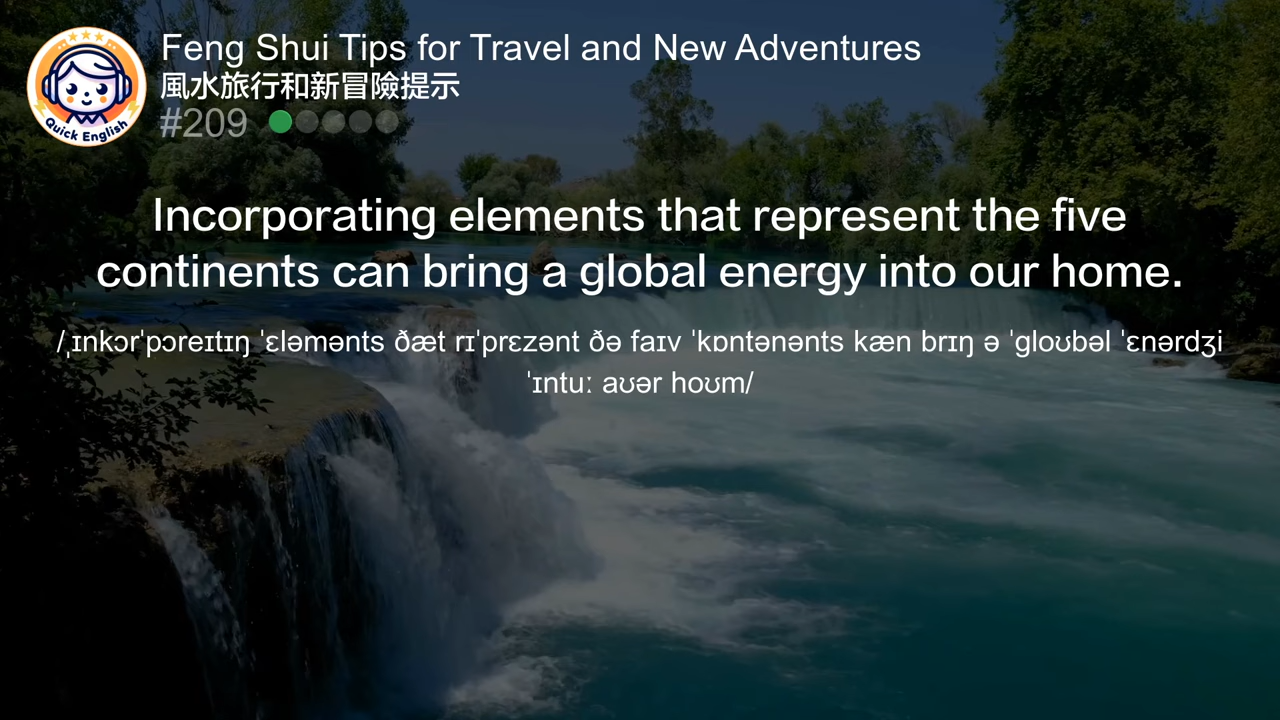 Quick English
Feng Shui Tips for Travel and New Adventures
風水旅行和新冒險提示
#209
Incorporating elements that represent the five
continents can bring a global energy into our home.
/ˌɪnkɔrˈpɔreɪtɪŋ ˈɛləmənts ðæt rɪˈprɛzənt ðə faɪv ˈkɒntənənts kæn brɪŋ ə ˈɡloʊbəl ˈɛnərdʒi
ˈɪntuː aʊər hoʊm/